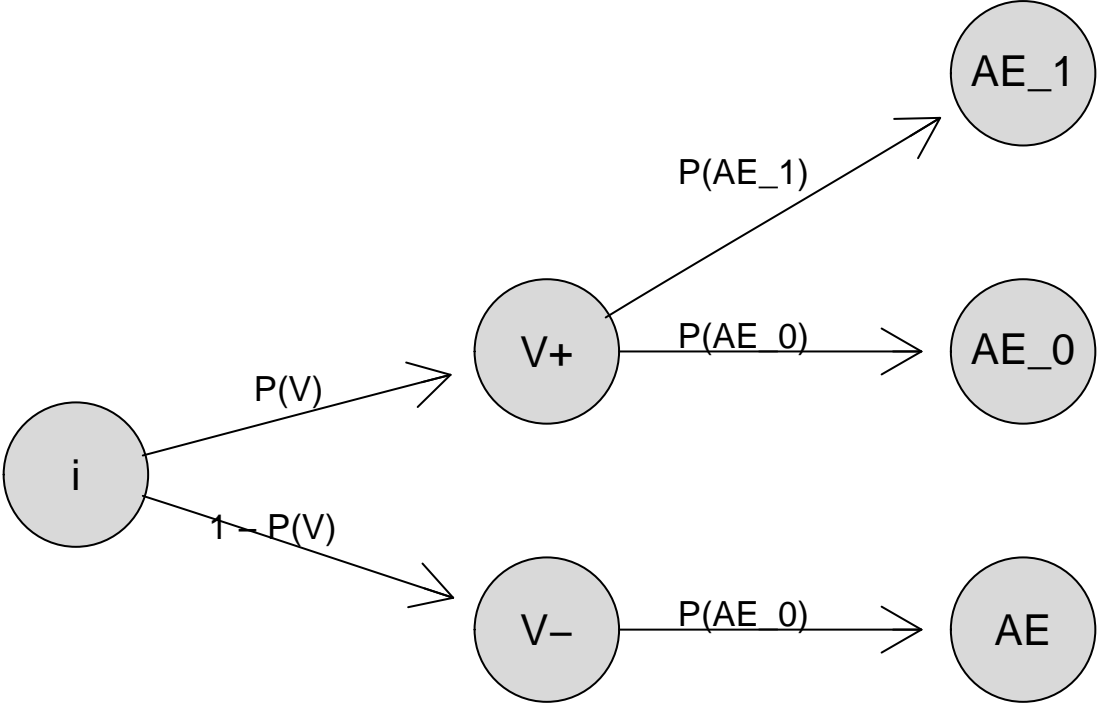 AE_1
P(AE_1)
V+
P(AE_0)
AE_0
P(V)
i
1 – P(V)
V–
P(AE_0)
AE